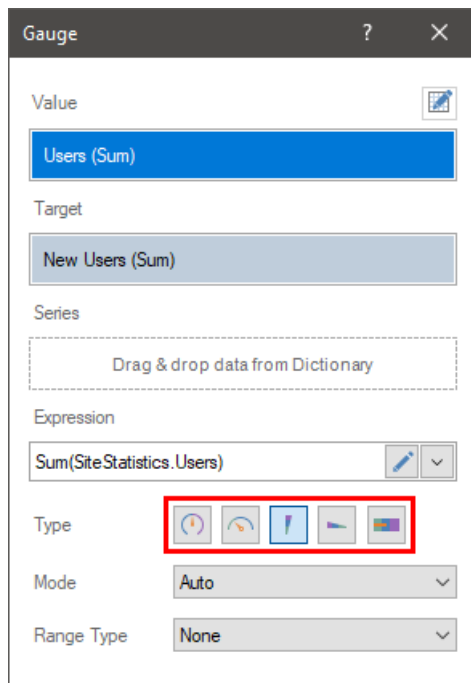 Gauge ?
Value
Users (Sum)
Target
New Users (Sum)
Series
Drag & drop data from Dictionary
Expression
Sum(SiteStatistics.Users)
Type
Mode Auto
Range Type None